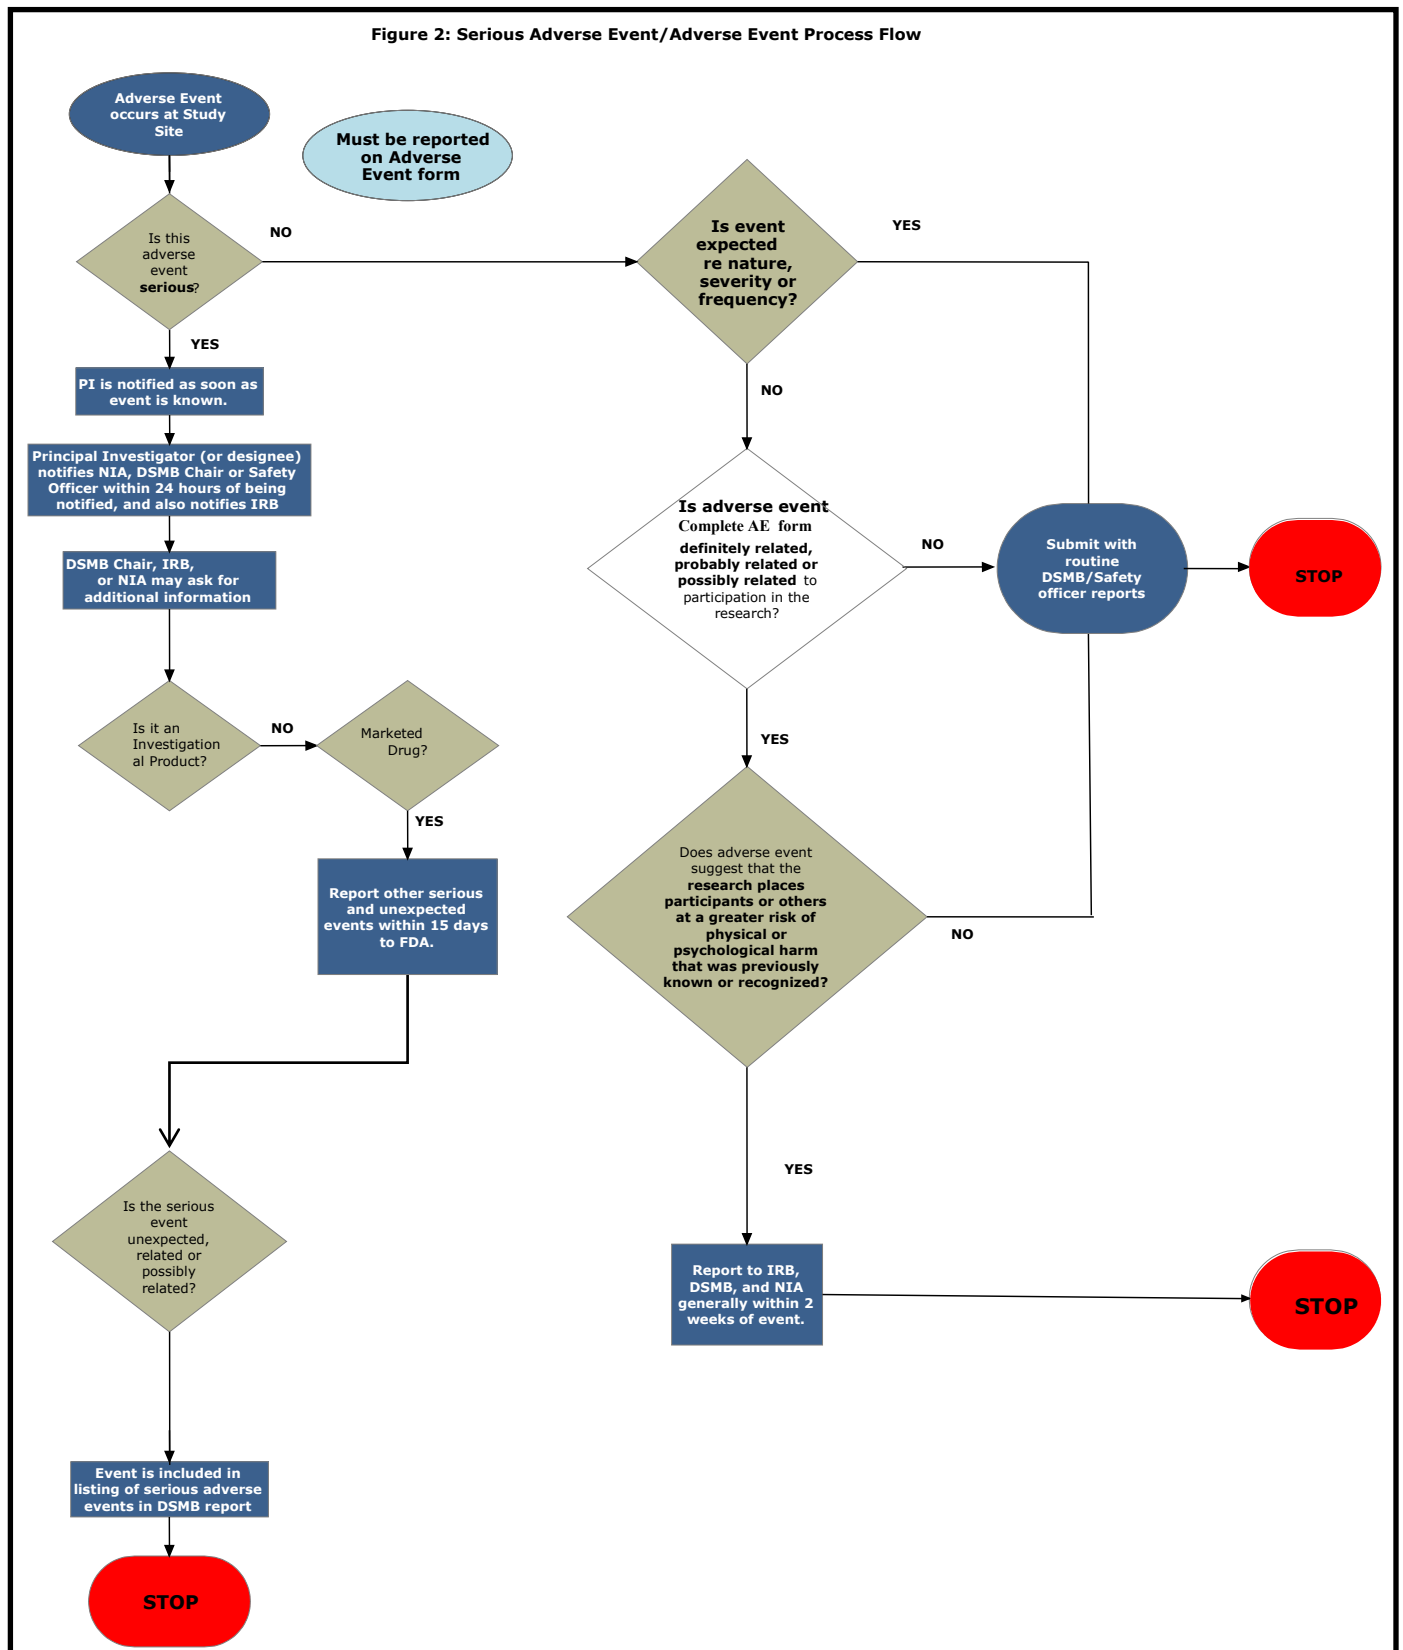 Figure 2: Serious Adverse Event/Adverse Event Process Flow
Adverse Event
occurs at Study
Site
Must be reported
on Adverse
Event form
Is this
adverse
event
serious?
NO
YES
PI is notified as soon as
event is known.
Principal Investigator (or designee)
notifies NIA, DSMB Chair or Safety
Officer within 24 hours of being
notified, and also notifies IRB
DSMB Chair, IRB,
or NIA may ask for
additional information
Is it an
Investigation
al Product?
NO
Marketed
Drug?
YES
Report other serious
and unexpected
events within 15 days
to FDA.
Is the serious
event
unexpected,
related or
possibly
related?
Event is included in
listing of serious adverse
events in DSMB report
STOP
Is event
expected
re nature,
severity or
frequency?
YES
NO
Is adverse event
Complete AE form
definitely related,
probably related or
possibly related to
participation in the
research?
NO
Submit with
routine
DSMB/Safety
officer reports
STOP
YES
Does adverse event
suggest that the
research places
participants or others
at a greater risk of
physical or
psychological harm
that was previously
known or recognized?
NO
YES
Report to IRB,
DSMB, and NIA
generally within 2
weeks of event.
STOP